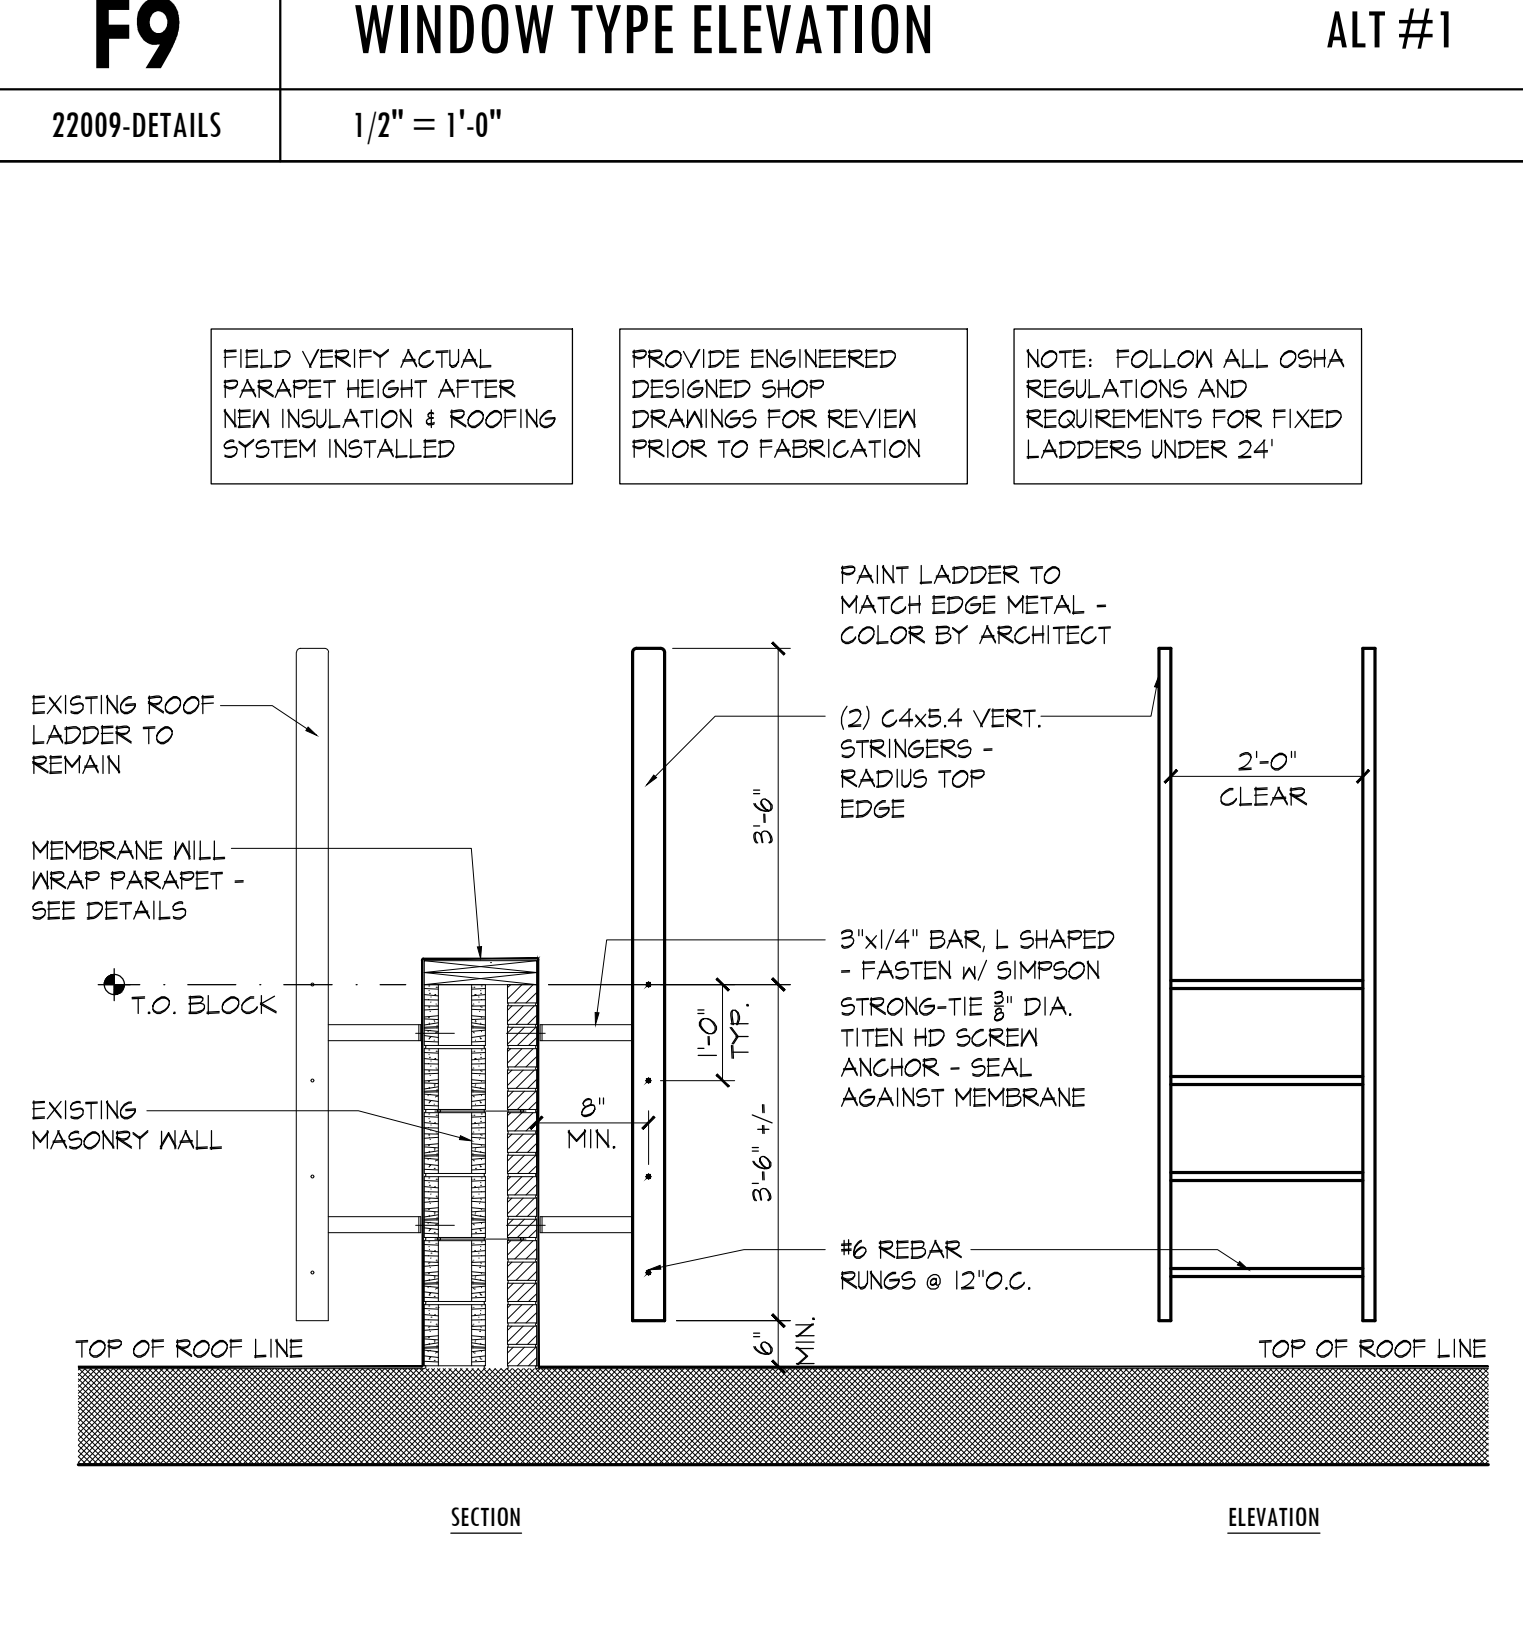 F9
WINDOW TYPE ELEVATION
ALT #1
22009-DETAILS
1/2" = 1'-0"
FIELD VERIFY ACTUAL
PARAPET HEIGHT AFTER
NEW INSULATION & ROOFING
SYSTEM INSTALLED
PROVIDE ENGINEERED
DESIGNED SHOP
DRAWINGS FOR REVIEW
PRIOR TO FABRICATION
NOTE: FOLLOW ALL OSHA
REGULATIONS AND
REQUIREMENTS FOR FIXED
LADDERS UNDER 24'
PAINT LADDER TO
MATCH EDGE METAL -
COLOR BY ARCHITECT
EXISTING ROOF
LADDER TO
REMAIN
(2) C4x5.4 VERT.
STRINGERS -
RADIUS TOP
EDGE
2'-0"
CLEAR
3'-6"
MEMBRANE WILL
WRAP PARAPET -
SEE DETAILS
T.O. BLOCK
3"x1/4" BAR, L SHAPED
- FASTEN W/ SIMPSON
STRONG-TIE 3/8" DIA.
TITEN HD SCREW
ANCHOR - SEAL
AGAINST MEMBRANE
1'-0"
TYP.
EXISTING
MASONRY WALL
8"
MIN.
3'-6" +/-
#6 REBAR
RUNGS @ 12"O.C.
6"
MIN.
TOP OF ROOF LINE
TOP OF ROOF LINE
SECTION
ELEVATION